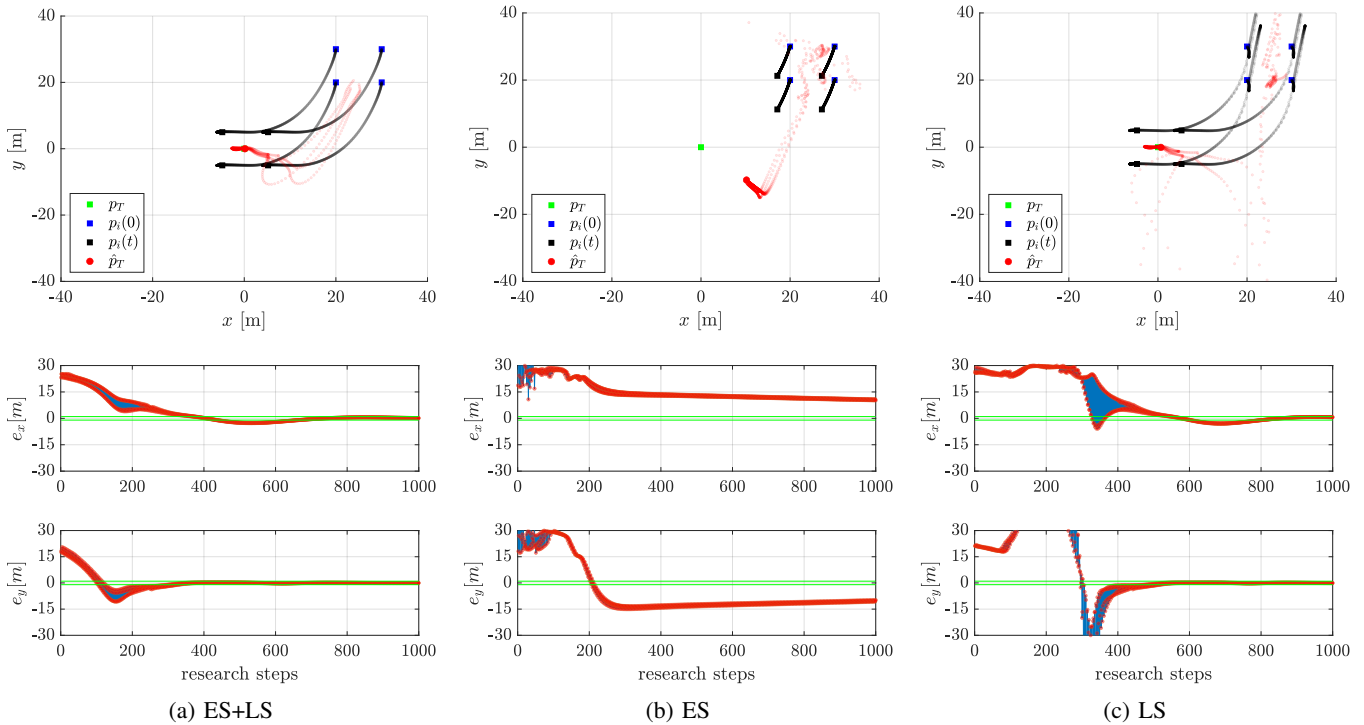 40
20
0
-20
-40
y [m]
p_T
p_i(0)
p_i(t)
p̂_T
-40
-20
0
20
40
x [m]
40
20
0
-20
-40
y [m]
p_T
p_i(0)
p_i(t)
p̂_T
-40
-20
0
20
40
x [m]
40
20
0
-20
-40
y [m]
p_T
p_i(0)
p_i(t)
p̂_T
-40
-20
0
20
40
x [m]
30
15
0
-15
-30
e_x[m]
0 200 400 600 800 1000
30
15
0
-15
-30
e_x[m]
0 200 400 600 800 1000
30
15
0
-15
-30
e_x[m]
0 200 400 600 800 1000
30
15
0
-15
-30
e_y[m]
0 200 400 600 800 1000
research steps
30
15
0
-15
-30
e_y[m]
0 200 400 600 800 1000
research steps
30
15
0
-15
-30
e_y[m]
0 200 400 600 800 1000
research steps
(a) ES+LS
(b) ES
(c) LS